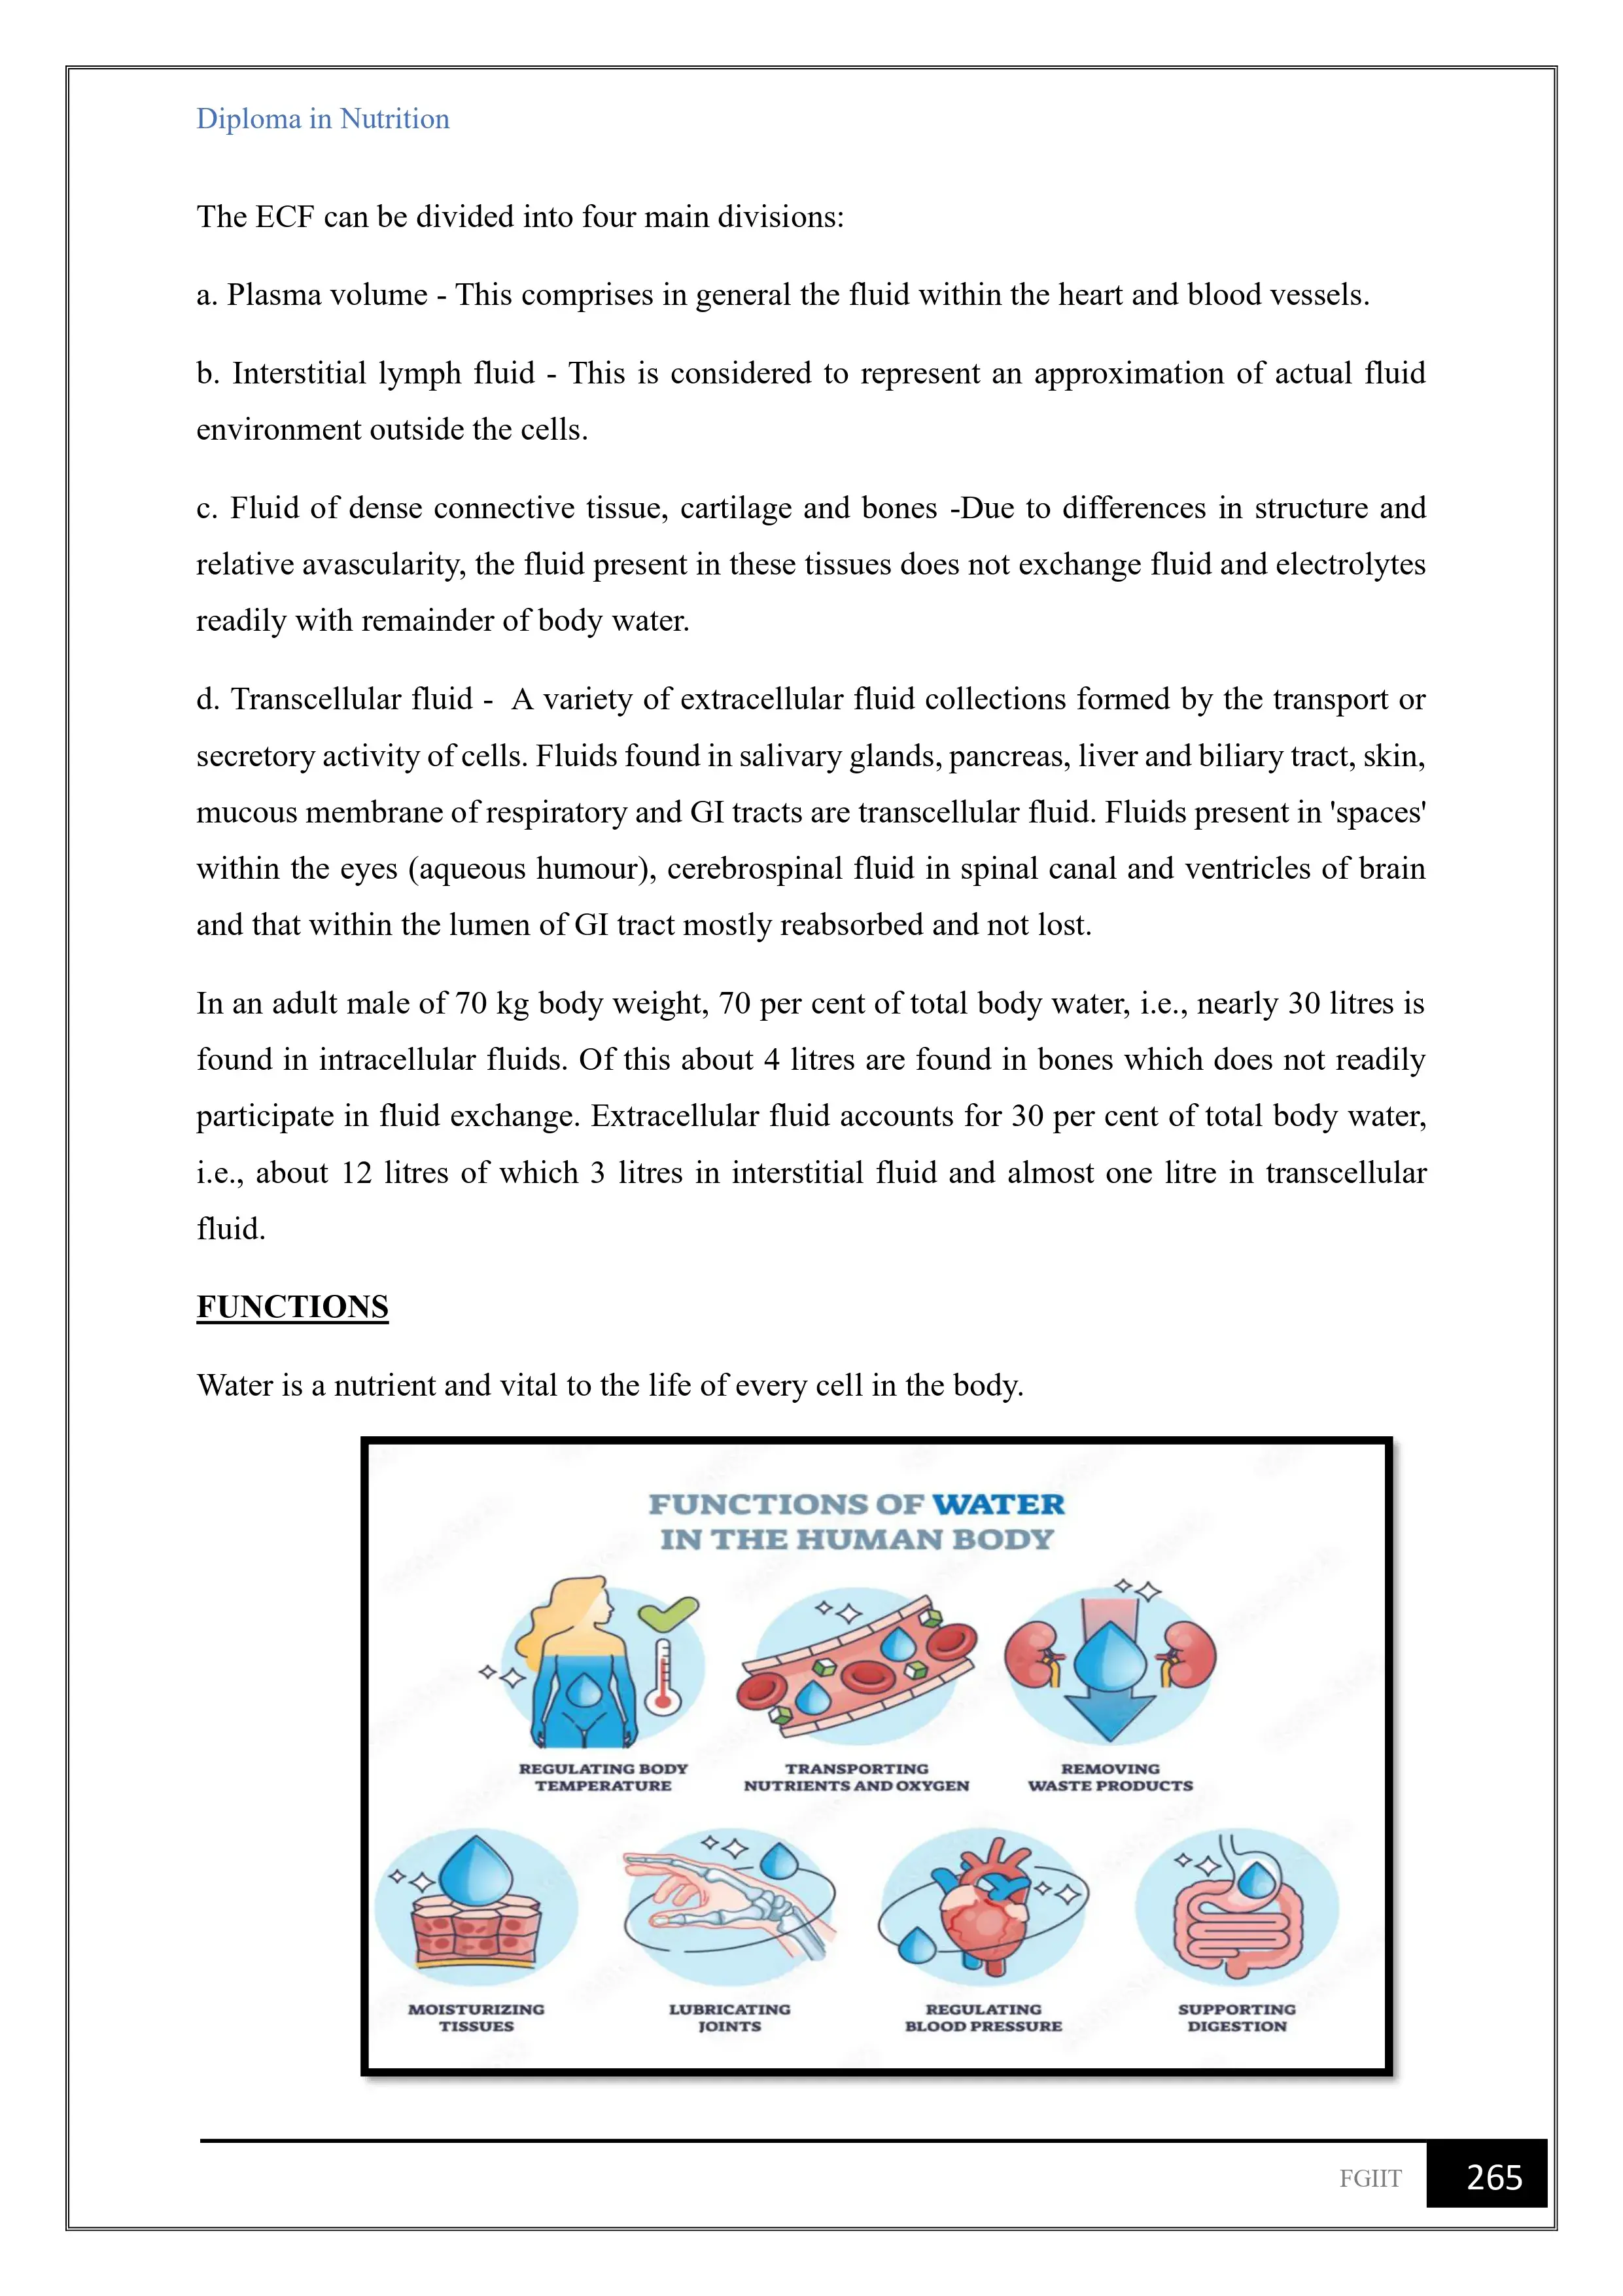 Diploma in Nutrition
The ECF can be divided into four main divisions:
a. Plasma volume - This comprises in general the fluid within the heart and blood vessels.
b. Interstitial lymph fluid - This is considered to represent an approximation of actual fluid
environment outside the cells.
c. Fluid of dense connective tissue, cartilage and bones -Due to differences in structure and
relative avascularity, the fluid present in these tissues does not exchange fluid and electrolytes
readily with remainder of body water.
d. Transcellular fluid -  A variety of extracellular fluid collections formed by the transport or
secretory activity of cells. Fluids found in salivary glands, pancreas, liver and biliary tract, skin,
mucous membrane of respiratory and GI tracts are transcellular fluid. Fluids present in 'spaces'
within the eyes (aqueous humour), cerebrospinal fluid in spinal canal and ventricles of brain
and that within the lumen of GI tract mostly reabsorbed and not lost.
In an adult male of 70 kg body weight, 70 per cent of total body water, i.e., nearly 30 litres is
found in intracellular fluids. Of this about 4 litres are found in bones which does not readily
participate in fluid exchange. Extracellular fluid accounts for 30 per cent of total body water,
i.e., about 12 litres of which 3 litres in interstitial fluid and almost one litre in transcellular
fluid.
FUNCTIONS
Water is a nutrient and vital to the life of every cell in the body.
FUNCTIONS OF WATER
IN THE HUMAN BODY
REGULATING BODY
TEMPERATURE
TRANSPORTING
NUTRIENTS AND OXYGEN
REMOVING
WASTE PRODUCTS
MOISTURIZING
TISSUES
LUBRICATING
JOINTS
REGULATING
BLOOD PRESSURE
SUPPORTING
DIGESTION
FGIIT
265